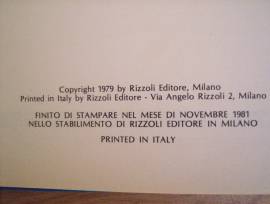 Copyright 1979 by Rizzoli Editore, Milano
Printed in Italy by Rizzoli Editore - Via Angelo Rizzoli 2, Milano
FINITO DI STAMPARE NEL MESE DI NOVEMBRE 1981
NELLO STABILIMENTO DI RIZZOLI EDITORE IN MILANO
PRINTED IN ITALY